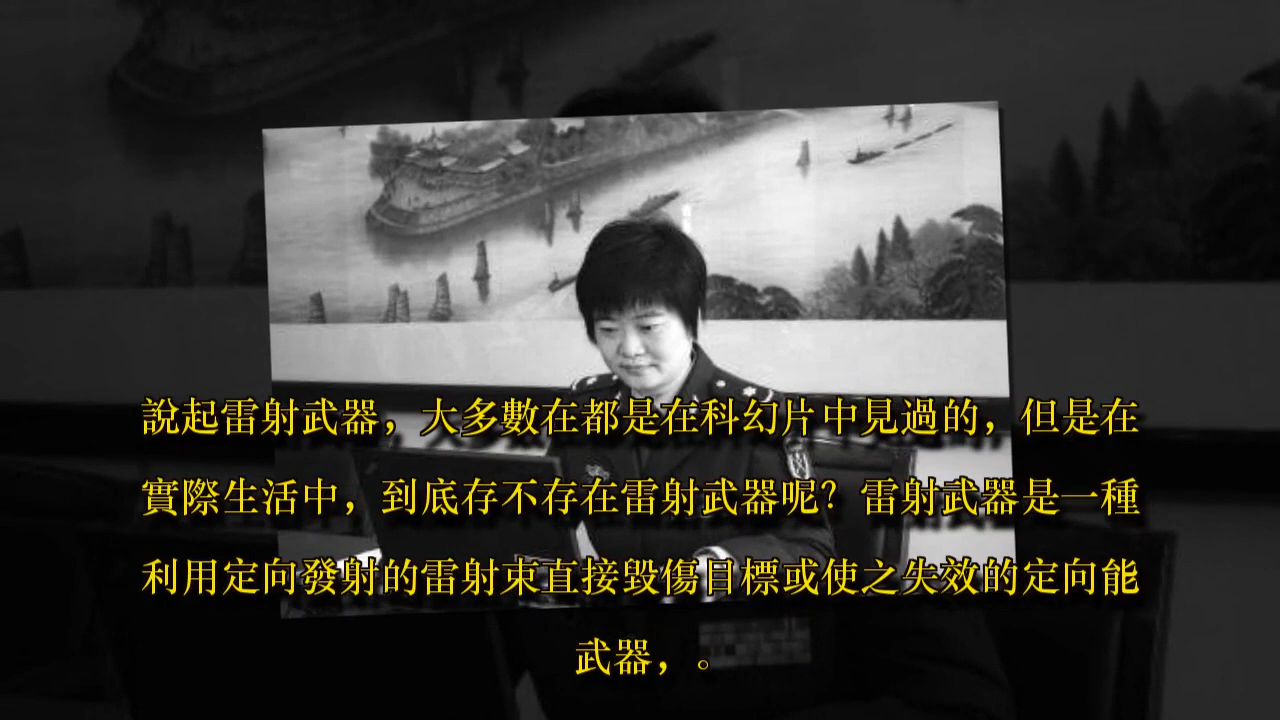 說起雷射武器，大多數在都是在科幻片中見過的，但是在
實際生活中，到底存不存在雷射武器呢？雷射武器是一種
利用定向發射的雷射束直接毀傷目標或使之失效的定向能
武器，。